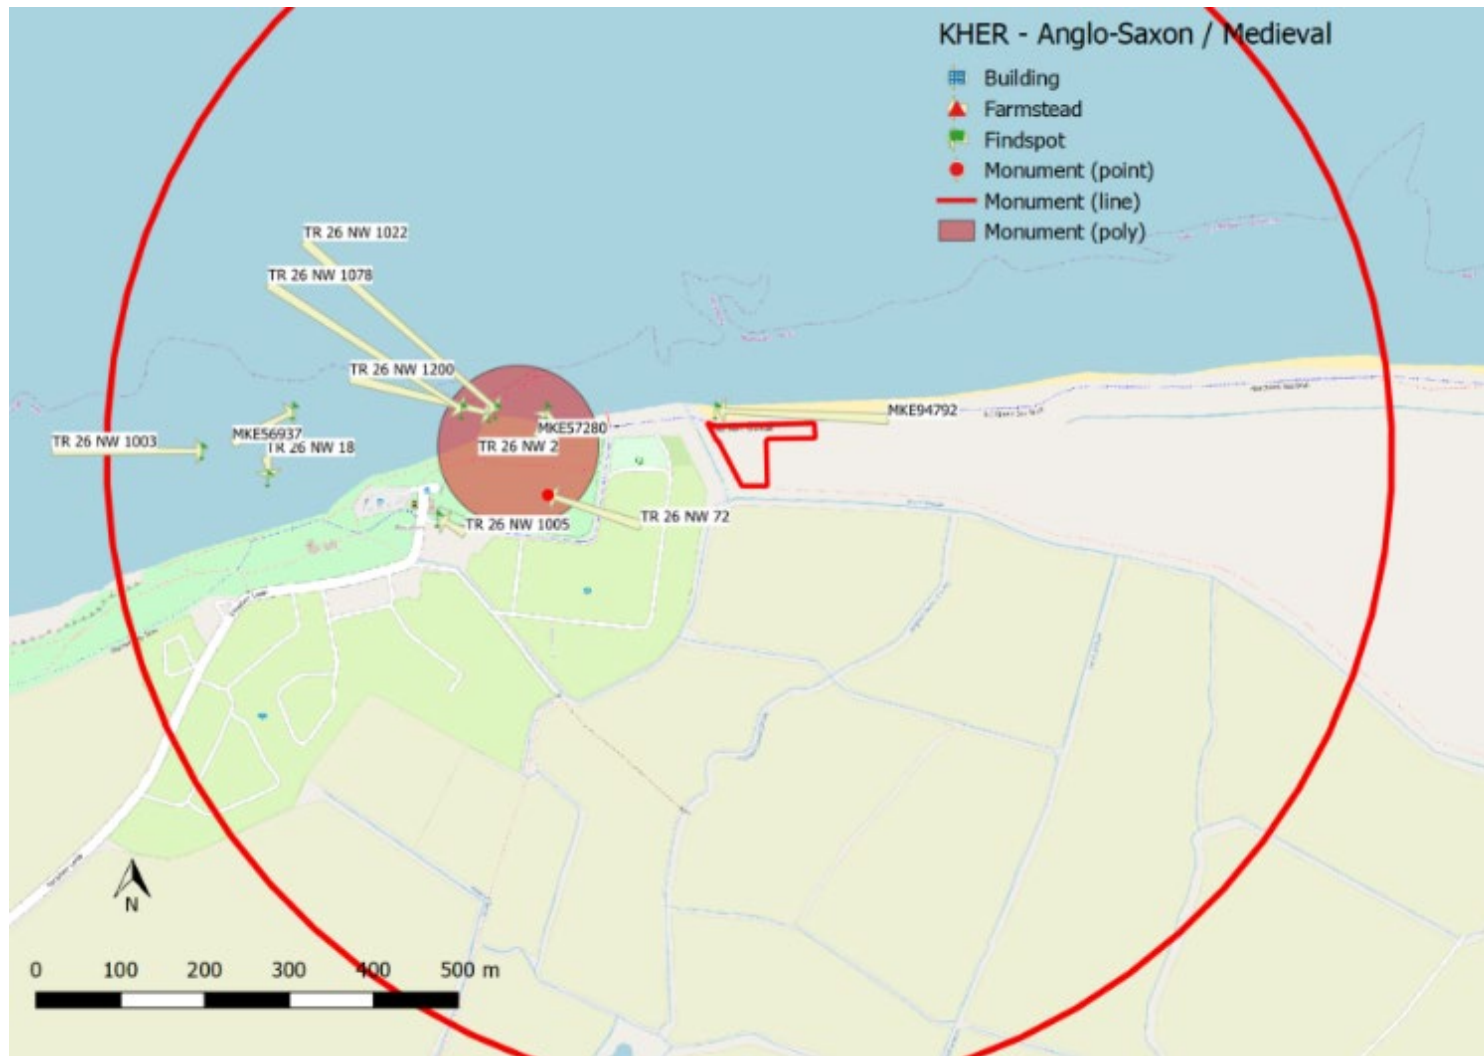 KHER - Anglo-Saxon / Medieval
Building
Farmstead
Findspot
Monument (point)
Monument (line)
Monument (poly)
TR 26 NW 1022
TR 26 NW 1078
TR 26 NW 1200
MKE94792
MKE57280
MKE56937
TR 26 NW 1003
TR 26 NW 18
TR 26 NW 2
TR 26 NW 72
TR 26 NW 1005
N
0 100 200 300 400 500 m